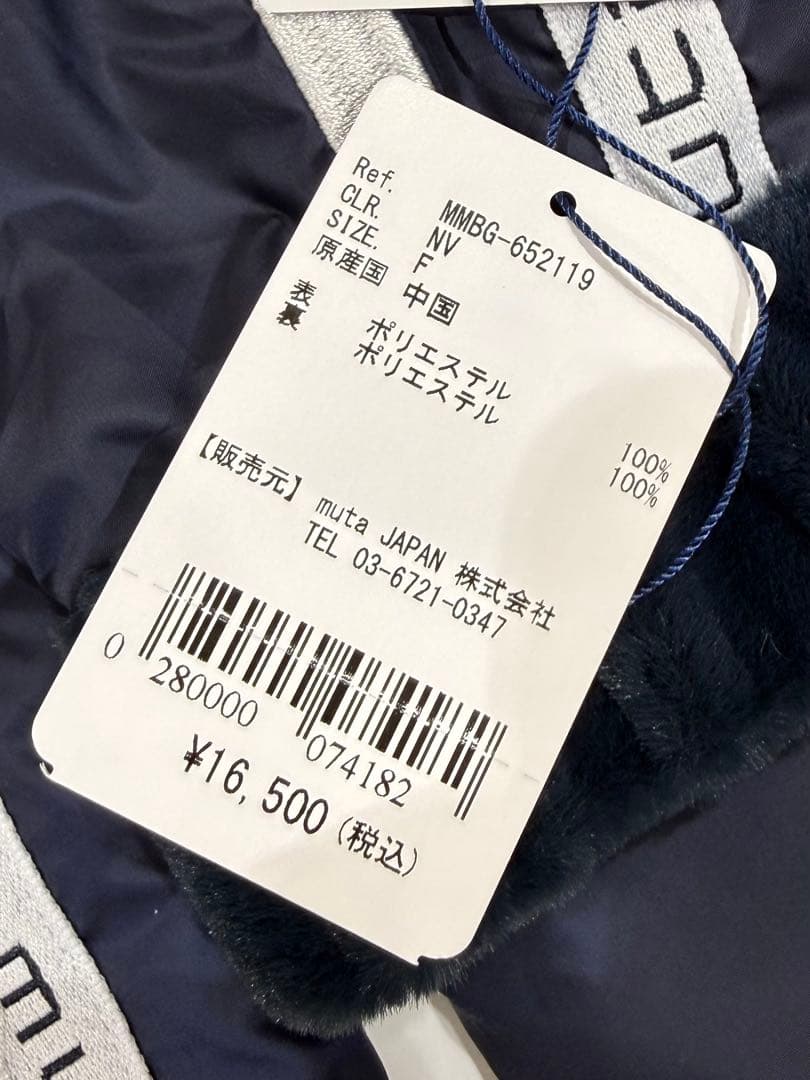 Ref. MMBG-652119
CLR. NV
SIZE. F
原産国 中国
表 ポリエステル 100%
裏 ポリエステル 100%
【販売元】 muta JAPAN 株式会社
TEL 03-6721-0347
0 280000 074182
¥16,500 (税込)
mu